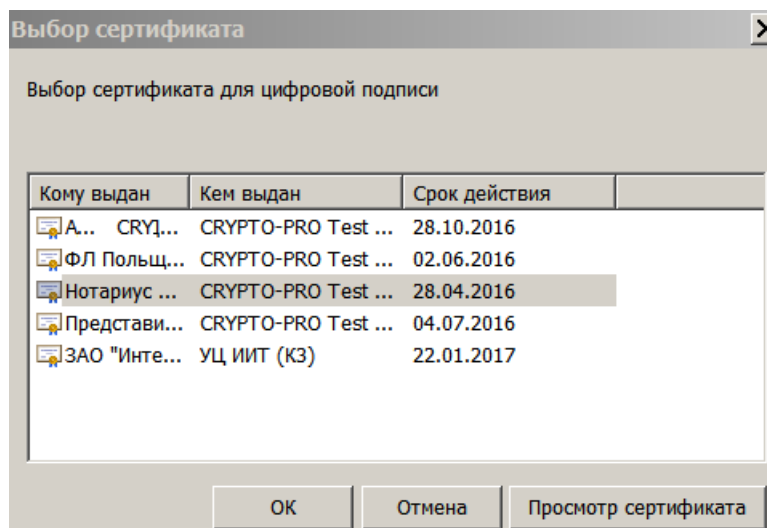 Выбор сертификата
Выбор сертификата для цифровой подписи
Кому выдан Кем выдан Срок действия
А... CRYJ... CRYPTO-PRO Test ... 28.10.2016
ФЛ Польщ... CRYPTO-PRO Test ... 02.06.2016
Нотариус ... CRYPTO-PRO Test ... 28.04.2016
Представи... CRYPTO-PRO Test ... 04.07.2016
ЗАО "Инте... УЦ ИИТ (К3) 22.01.2017
ОК Отмена Просмотр сертификата